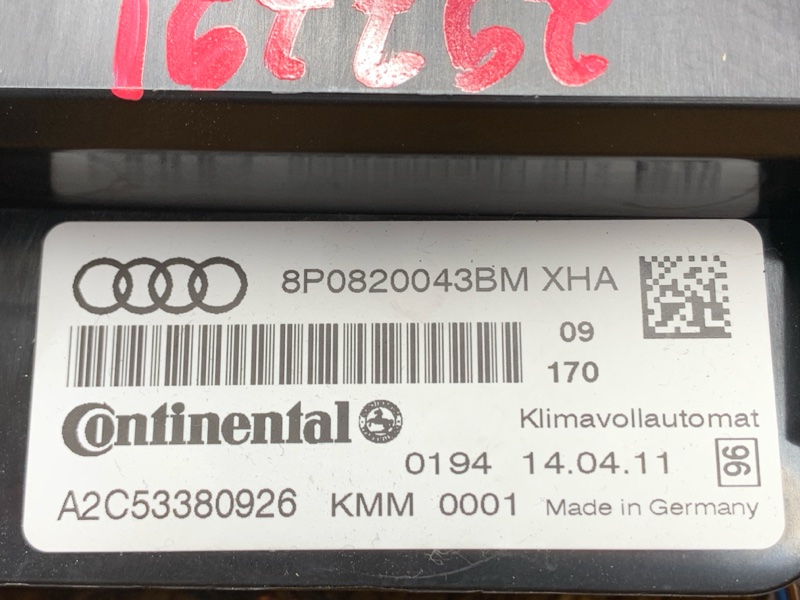 8P0820043BM XHA
09
170
Continental
Klimavollautomat
0194 14.04.11
96
A2C53380926 KMM 0001 Made in Germany